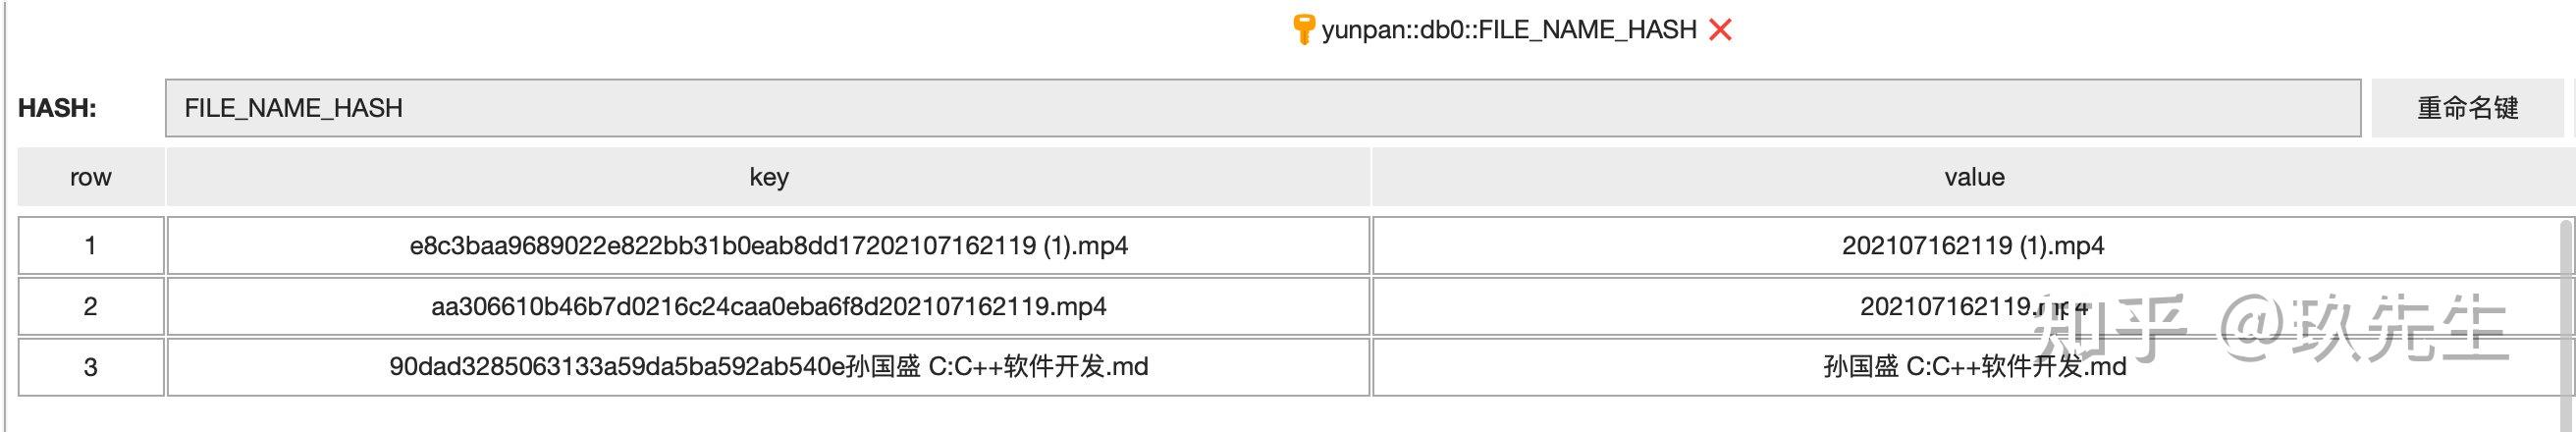 yunpan::db0::FILE_NAME_HASH
HASH: FILE_NAME_HASH 重命名键
row key value
1 e8c3baa9689022e822bb31b0eab8dd17202107162119 (1).mp4 202107162119 (1).mp4
2 aa306610b46b7d0216c24caa0eba6f8d202107162119.mp4 202107162119.mp4
3 90dad3285063133a59da5ba592ab540e孙国盛 C:C++软件开发.md 孙国盛 C:C++软件开发.md
知乎 @玖先生